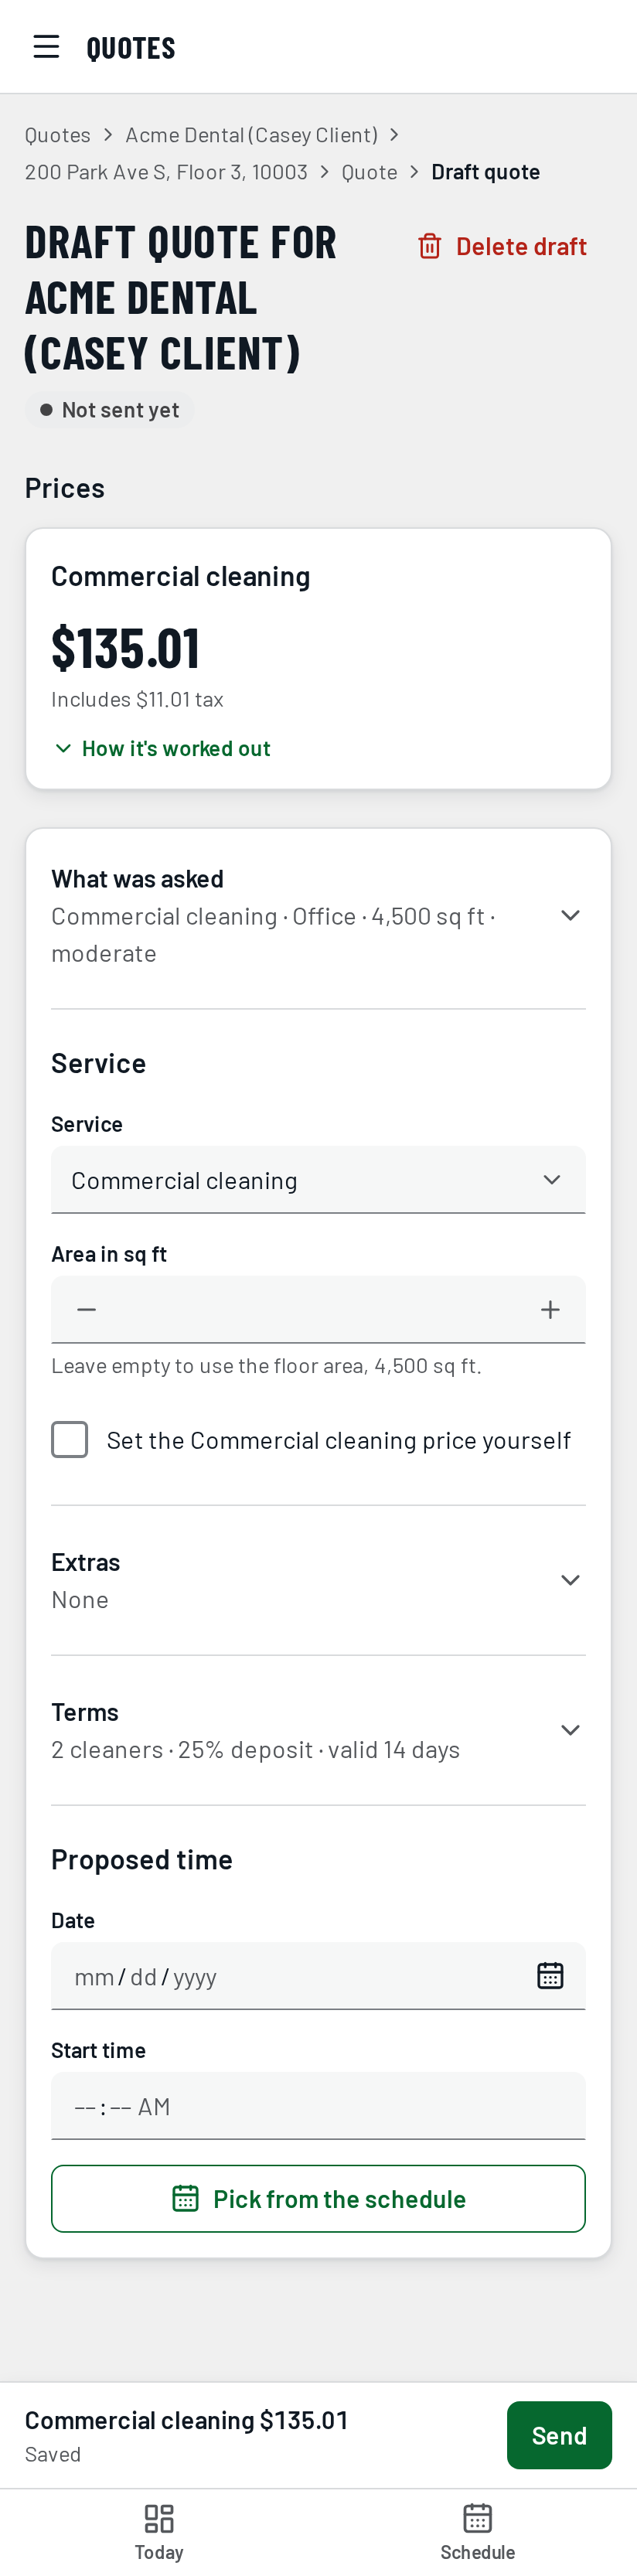 QUOTES
Quotes > Acme Dental (Casey Client) >
200 Park Ave S, Floor 3, 10003 > Quote > Draft quote
DRAFT QUOTE FOR
ACME DENTAL
(CASEY CLIENT)
Delete draft
Not sent yet
Prices
Commercial cleaning
$135.01
Includes $11.01 tax
How it's worked out
What was asked
Commercial cleaning · Office · 4,500 sq ft ·
moderate
Service
Service
Commercial cleaning
Area in sq ft
Leave empty to use the floor area, 4,500 sq ft.
Set the Commercial cleaning price yourself
Extras
None
Terms
2 cleaners · 25% deposit · valid 14 days
Proposed time
Date
mm/dd/yyyy
Start time
--:-- AM
Pick from the schedule
Commercial cleaning $135.01
Saved
Send
Today
Schedule